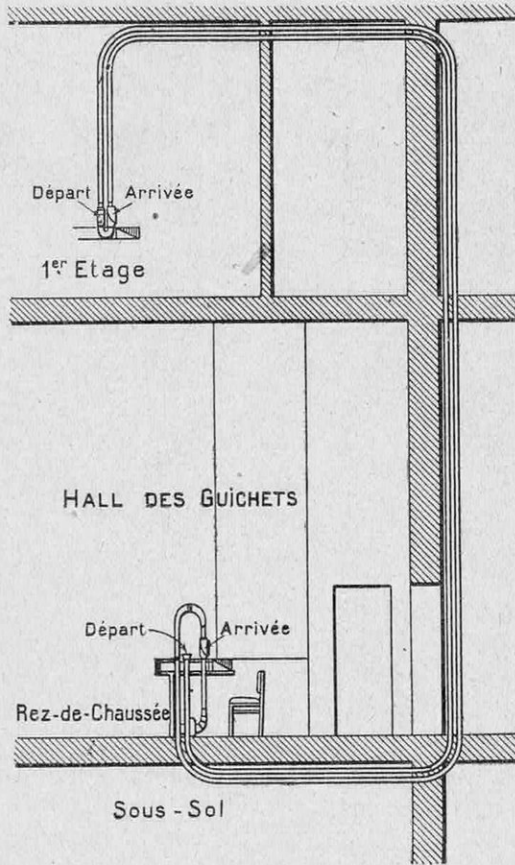 Départ Arrivée
1er Etage
HALL DES GUICHETS
Départ Arrivée
Rez-de-Chaussée
Sous-Sol